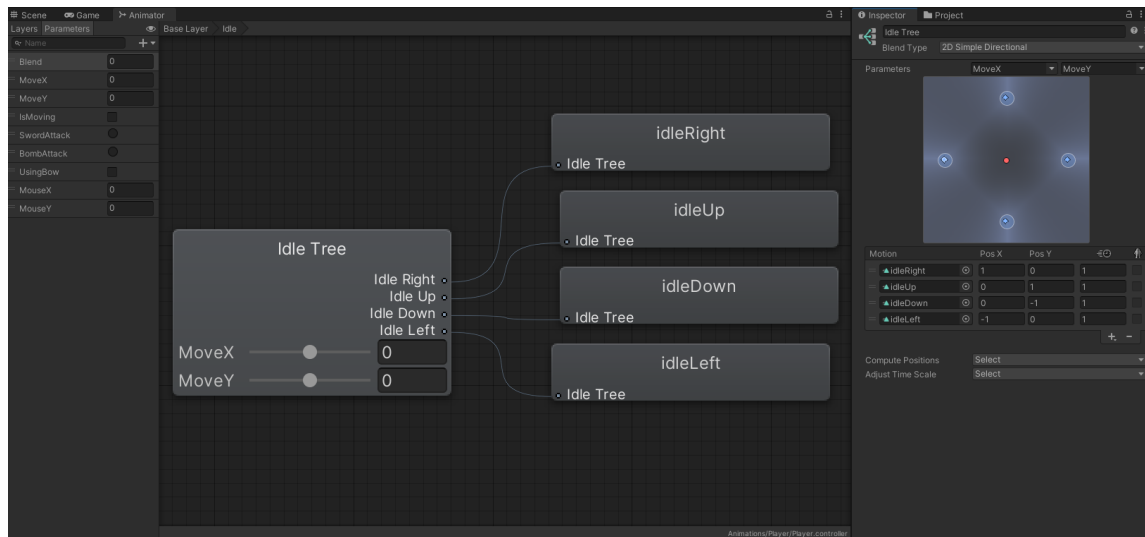 Scene Game Animator
Layers Parameters Base Layer Idle
Name
Blend 0
MoveX 0
MoveY 0
IsMoving
SwordAttack
BombAttack
UsingBow
MouseX 0
MouseY 0
Idle Tree
Idle Right
Idle Up
Idle Down
Idle Left
MoveX 0
MoveY 0
idleRight
Idle Tree
idleUp
Idle Tree
idleDown
Idle Tree
idleLeft
Idle Tree
Animations/Player/Player.controller
Inspector Project
Idle Tree
Blend Type 2D Simple Directional
Parameters MoveX MoveY
Motion Pos X Pos Y
idleRight 1 0 1
idleUp 0 1 1
idleDown 0 -1 1
idleLeft -1 0 1
Compute Positions Select
Adjust Time Scale Select